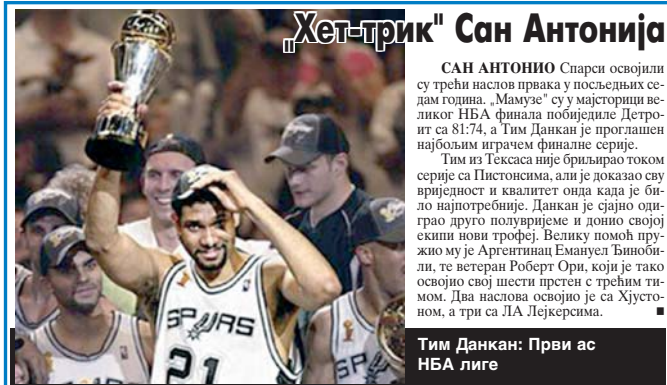 „Хет-трик" Сан Антонија
САН АНТОНИО Спарси освојили
су трећи наслов првака у посљедњих се-
дам година. „Мамузе" су у мајсторици ве-
ликог НБА финала побиједиле Детро-
ит са 81:74, а Тим Данкан је проглашен
најбољим играчем финалне серије.
Тим из Тексаса није бриљирао током
серије са Пистонсима, али је доказао сву
вриједност и квалитет онда када је би-
ло најпотребније. Данкан је сјајно оди-
грао друго полувријеме и донио својој
екипи нови трофеј. Велику помоћ пру-
жио му је Аргентинац Емануел Ђиноби-
ли, те ветеран Роберт Ори, који је тако
освојио свој шести прстен с трећим ти-
мом. Два наслова освојио је са Хјусто-
ном, а три са ЛА Лејкерсима.
SPURS
21
SP
Тим Данкан: Први ас
НБА лиге